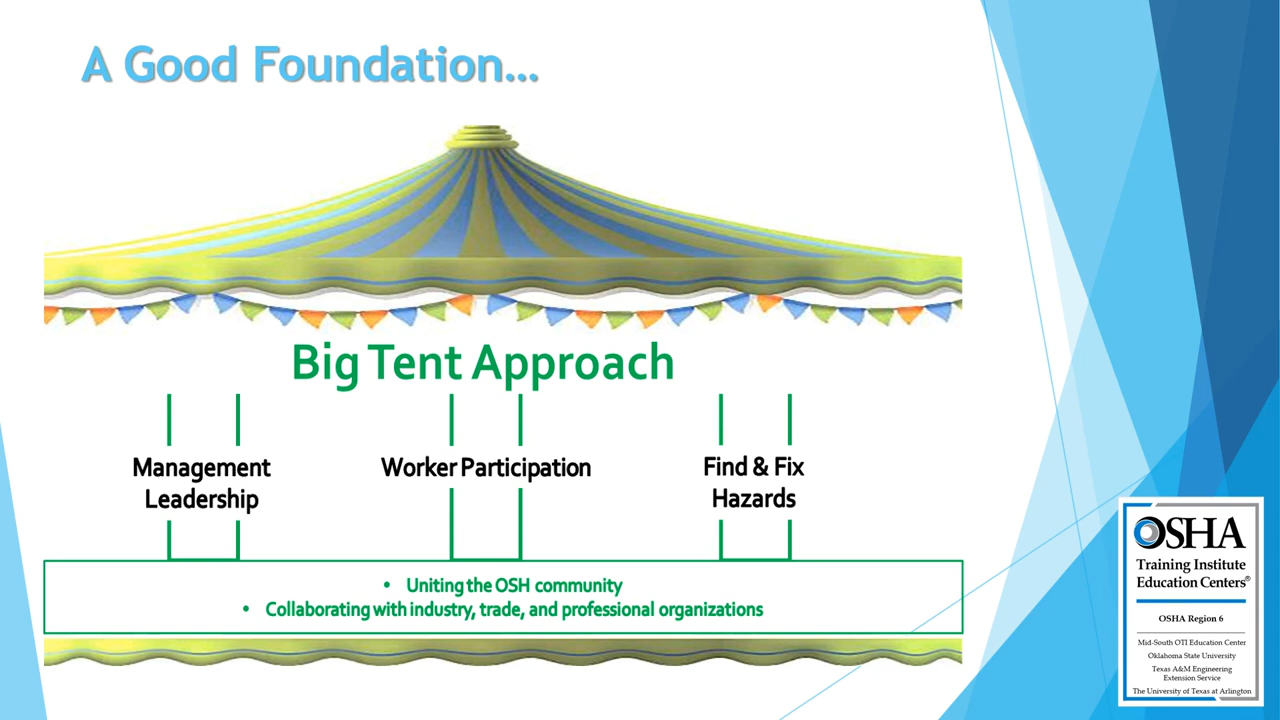 A Good Foundation...
Big Tent Approach
Management
Leadership
Worker Participation
Find & Fix
Hazards
• Uniting the OSH community
• Collaborating with industry, trade, and professional organizations
OSHA
Training Institute
Education Centers®
OSHA Region 6
Mid-South OTI Education Center
Oklahoma State University
Texas A&M Engineering
Extension Service
The University of Texas at Arlington